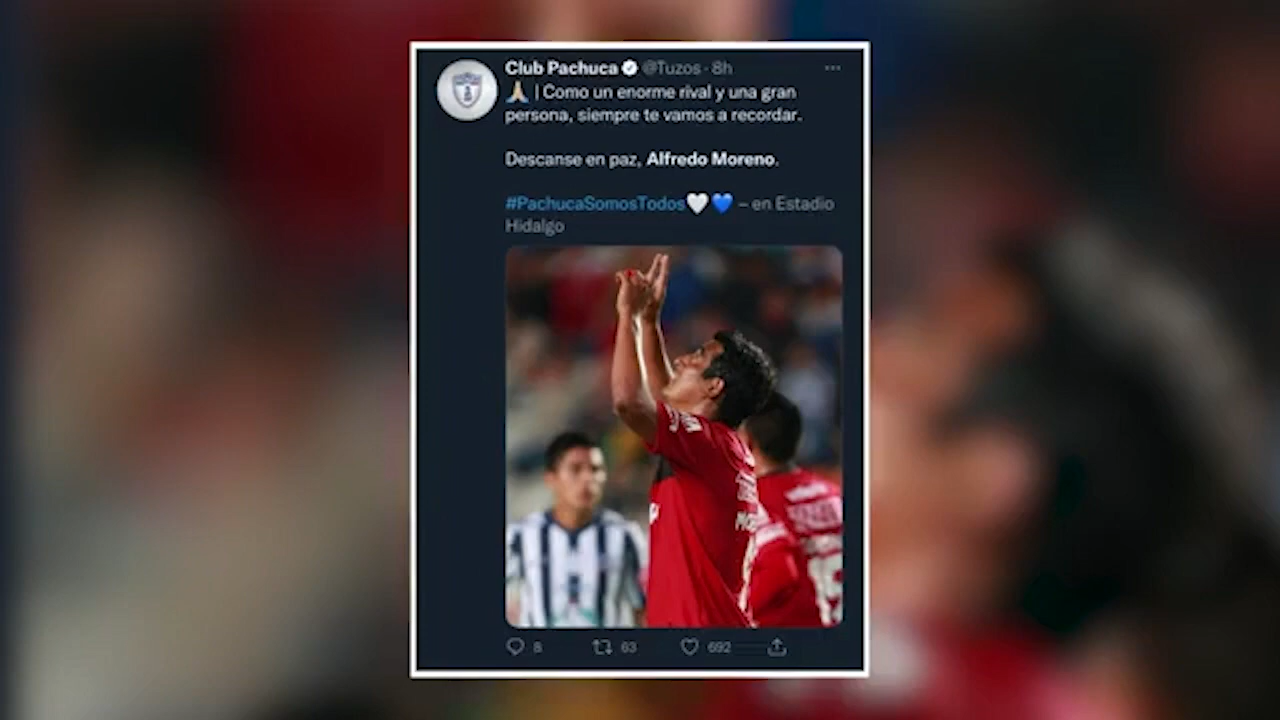 Club Pachuca @Tuzos · 8h
🙏 | Como un enorme rival y una gran
persona, siempre te vamos a recordar.
Descanse en paz, Alfredo Moreno.
#PachucaSomosTodos🤍💙 – en Estadio
Hidalgo
8 63 692